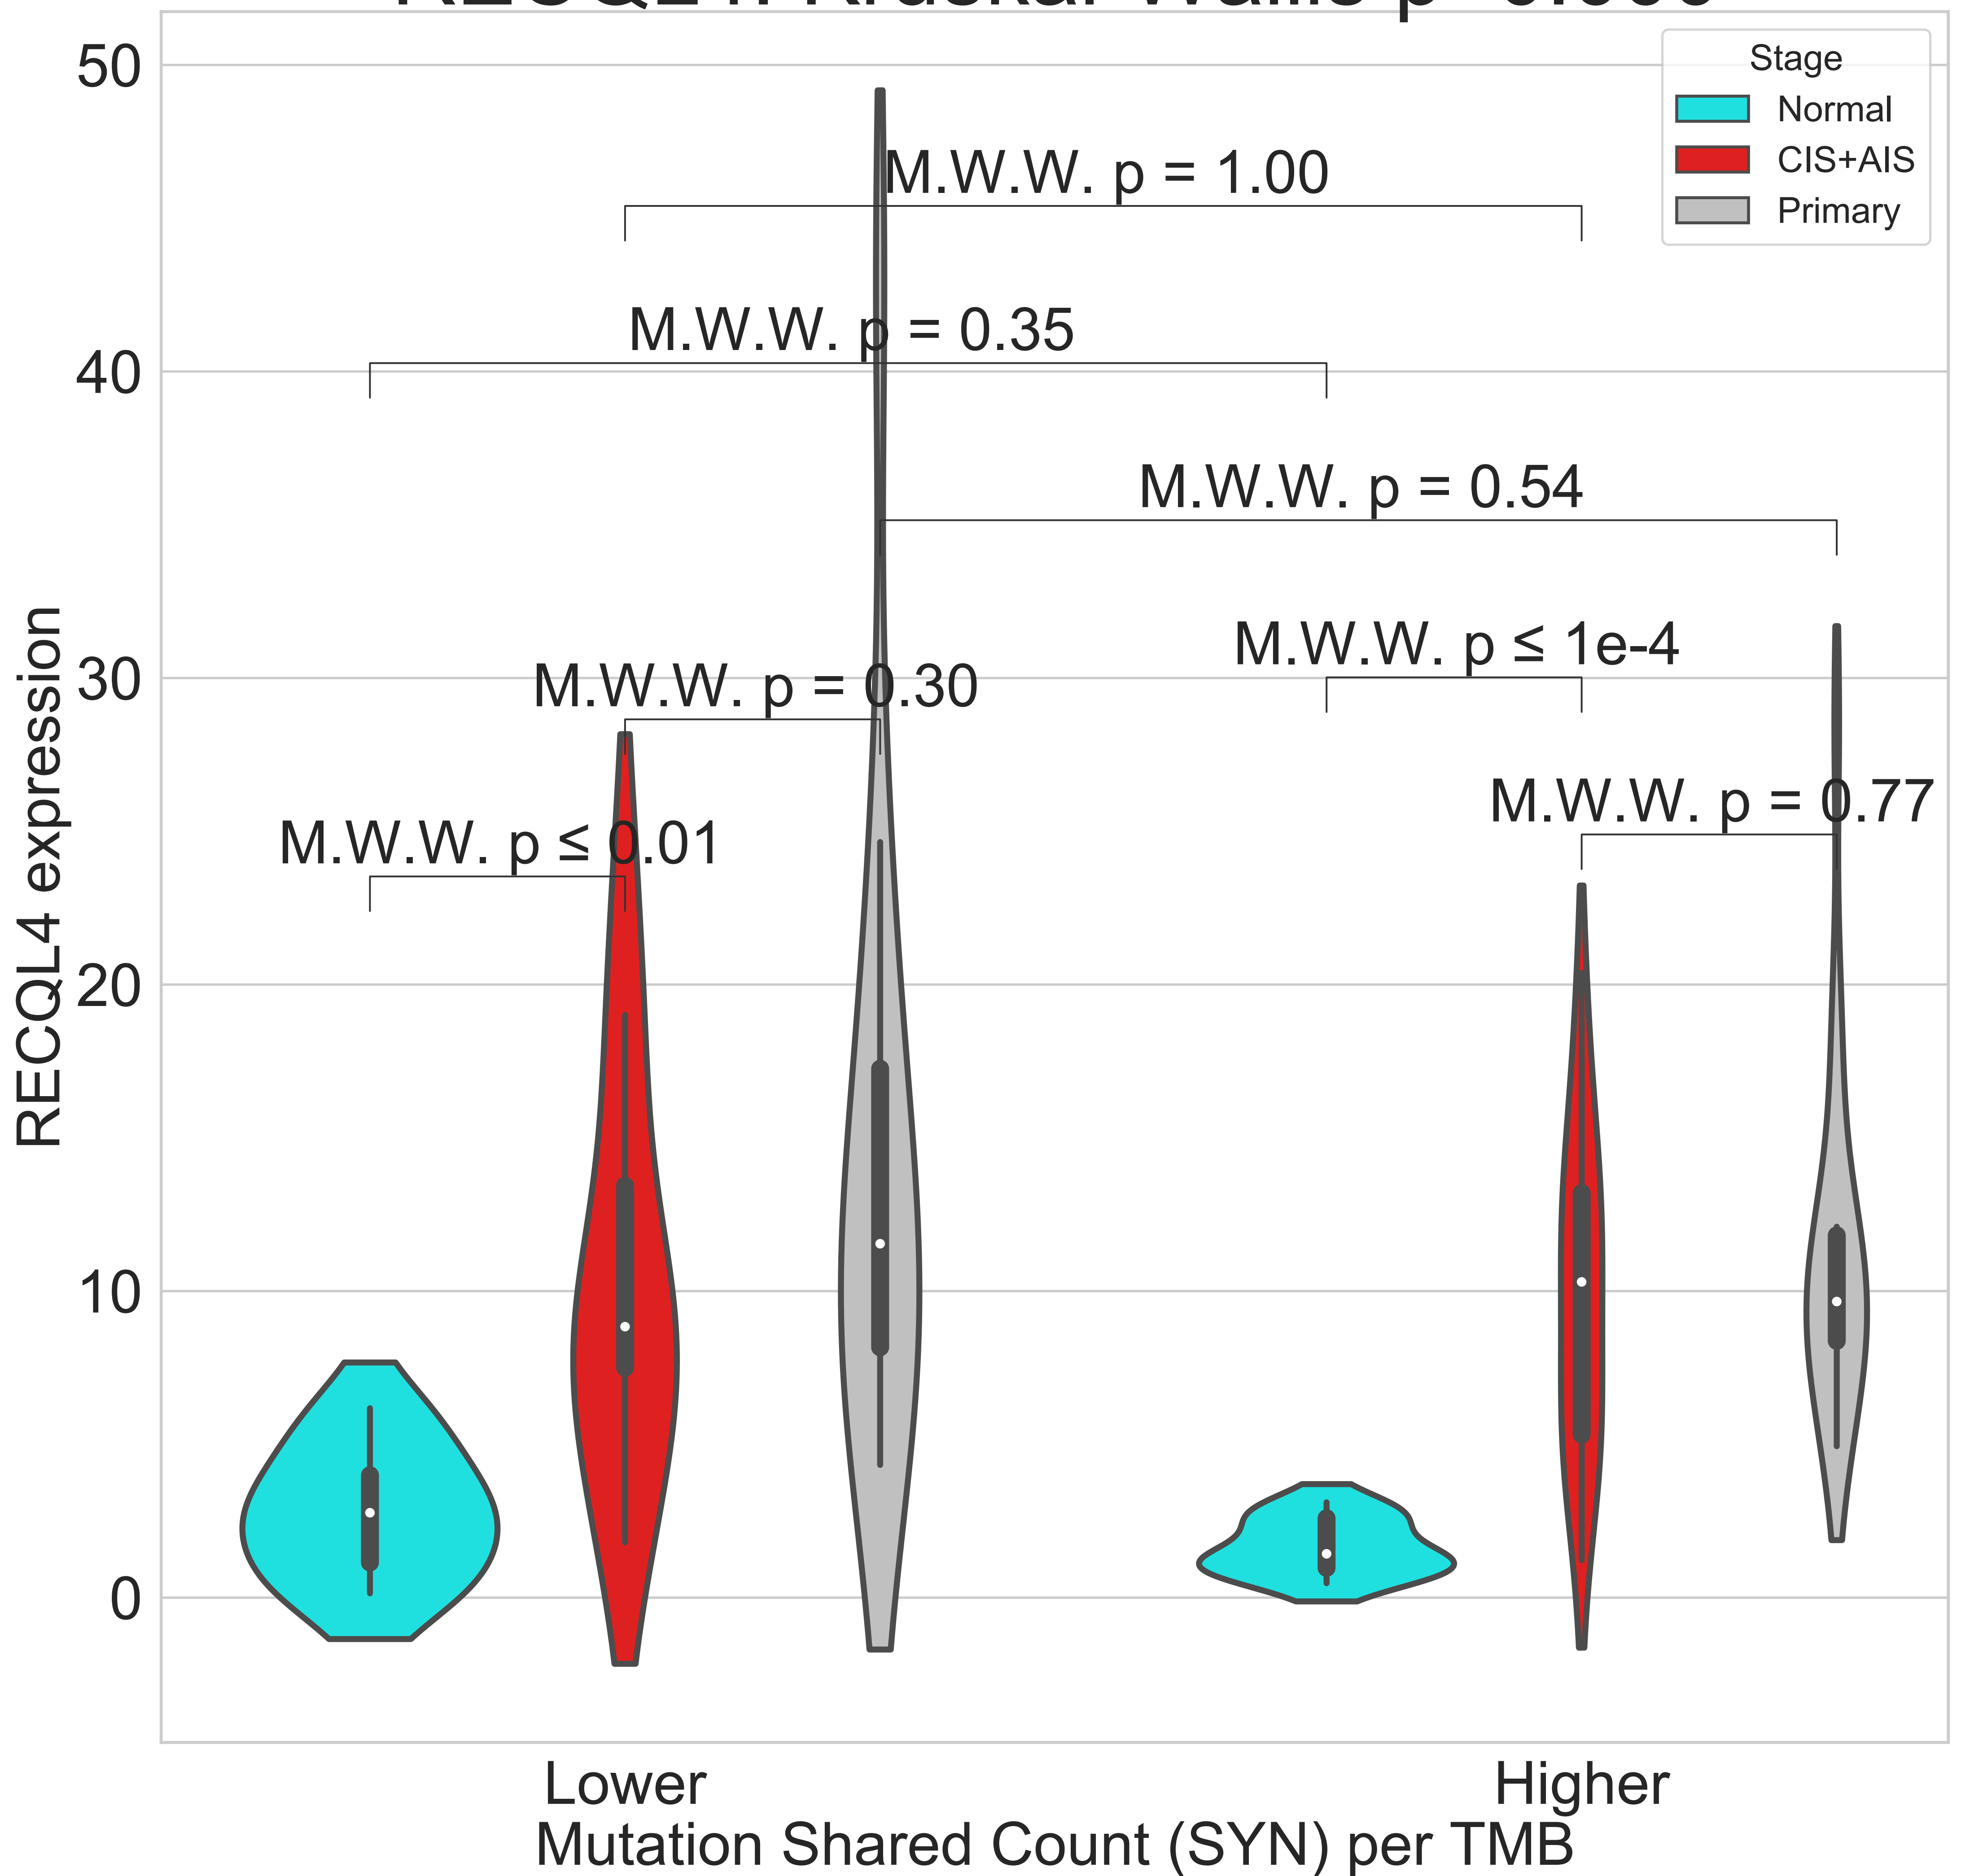 50
40
30
20
10
0
RECQL4 expression
Stage
Normal
CIS+AIS
Primary
M.W.W. p = 1.00
M.W.W. p = 0.35
M.W.W. p = 0.54
M.W.W. p ≤ 1e-4
M.W.W. p = 0.30
M.W.W. p = 0.77
M.W.W. p ≤ 0.01
Lower
Higher
Mutation Shared Count (SYN) per TMB